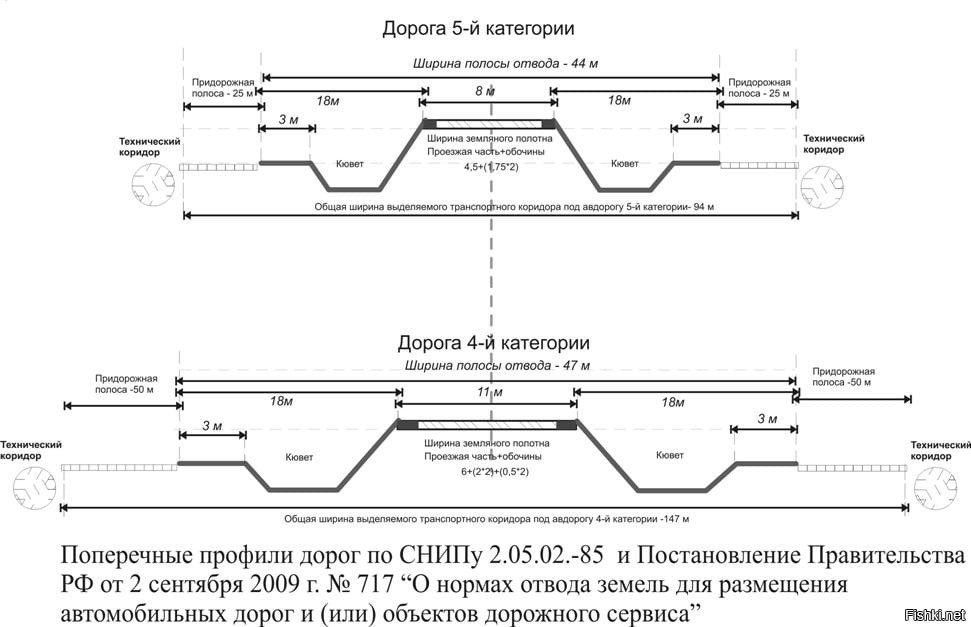 Дорога 5-й категории
Ширина полосы отвода - 44 м
Придорожная
полоса - 25 м
18м
8 м
18м
Придорожная
полоса - 25 м
3 м
3 м
Технический
коридор
Ширина земляного полотна
Проезжая часть+обочины
4,5+(1,75*2)
Кювет
Кювет
Технический
коридор
Общая ширина выделяемого транспортного коридора под авдорогу 5-й категории- 94 м
Дорога 4-й категории
Ширина полосы отвода - 47 м
Придорожная
полоса -50 м
18м
11 м
18м
Придорожная
полоса -50 м
3 м
3 м
Технический
коридор
Кювет
Ширина земляного полотна
Проезжая часть+обочины
6+(2*2)+(0,5*2)
Кювет
Технический
коридор
Общая ширина выделяемого транспортного коридора под авдорогу 4-й категории -147 м
Поперечные профили дорог по СНИПу 2.05.02.-85 и Постановление Правительства
РФ от 2 сентября 2009 г. № 717 “О нормах отвода земель для размещения
автомобильных дорог и (или) объектов дорожного сервиса”
Fishki.net